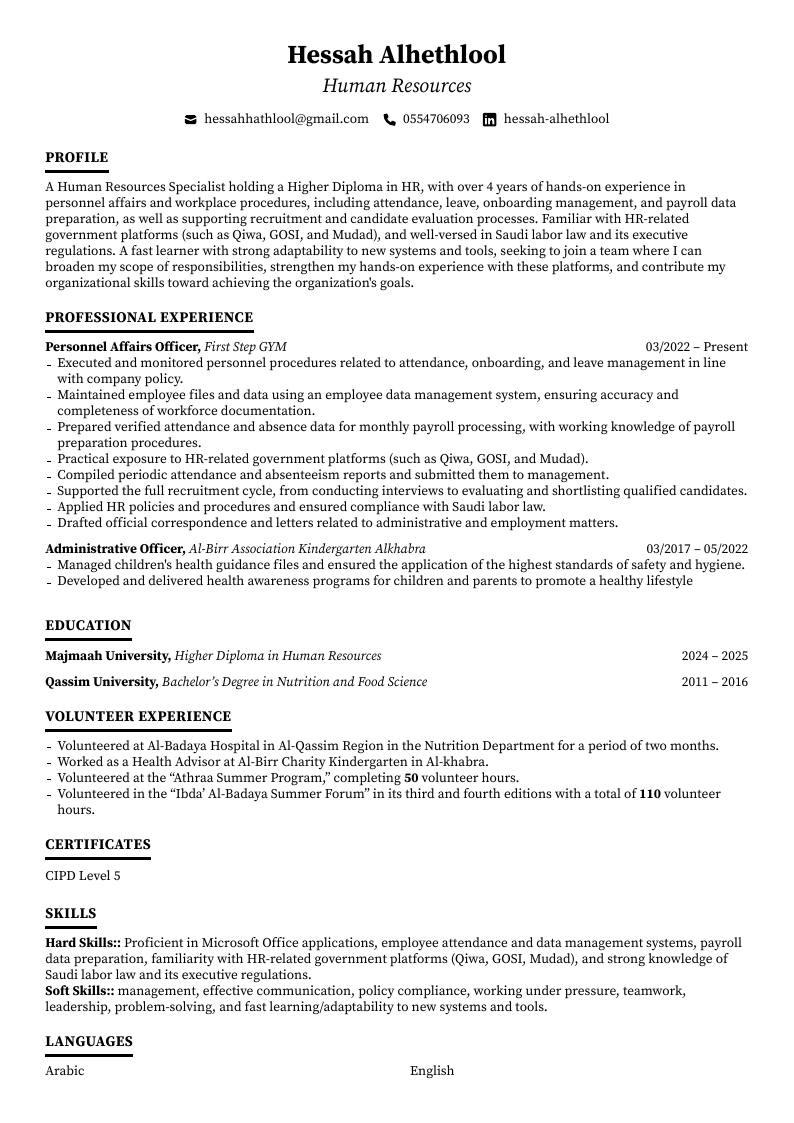 Hessah Alhethlool
Human Resources
hessahhathlool@gmail.com 0554706093 hessah-alhethlool
PROFILE
A Human Resources Specialist holding a Higher Diploma in HR, with over 4 years of hands-on experience in
personnel affairs and workplace procedures, including attendance, leave, onboarding management, and payroll data
preparation, as well as supporting recruitment and candidate evaluation processes. Familiar with HR-related
government platforms (such as Qiwa, GOSI, and Mudad), and well-versed in Saudi labor law and its executive
regulations. A fast learner with strong adaptability to new systems and tools, seeking to join a team where I can
broaden my scope of responsibilities, strengthen my hands-on experience with these platforms, and contribute my
organizational skills toward achieving the organization's goals.
PROFESSIONAL EXPERIENCE
Personnel Affairs Officer, First Step GYM 03/2022 – Present
- Executed and monitored personnel procedures related to attendance, onboarding, and leave management in line
with company policy.
- Maintained employee files and data using an employee data management system, ensuring accuracy and
completeness of workforce documentation.
- Prepared verified attendance and absence data for monthly payroll processing, with working knowledge of payroll
preparation procedures.
- Practical exposure to HR-related government platforms (such as Qiwa, GOSI, and Mudad).
- Compiled periodic attendance and absenteeism reports and submitted them to management.
- Supported the full recruitment cycle, from conducting interviews to evaluating and shortlisting qualified candidates.
- Applied HR policies and procedures and ensured compliance with Saudi labor law.
- Drafted official correspondence and letters related to administrative and employment matters.
Administrative Officer, Al-Birr Association Kindergarten Alkhabra 03/2017 – 05/2022
- Managed children's health guidance files and ensured the application of the highest standards of safety and hygiene.
- Developed and delivered health awareness programs for children and parents to promote a healthy lifestyle
EDUCATION
Majmaah University, Higher Diploma in Human Resources 2024 – 2025
Qassim University, Bachelor’s Degree in Nutrition and Food Science 2011 – 2016
VOLUNTEER EXPERIENCE
- Volunteered at Al-Badaya Hospital in Al-Qassim Region in the Nutrition Department for a period of two months.
- Worked as a Health Advisor at Al-Birr Charity Kindergarten in Al-khabra.
- Volunteered at the “Athraa Summer Program,” completing 50 volunteer hours.
- Volunteered in the “Ibda’ Al-Badaya Summer Forum” in its third and fourth editions with a total of 110 volunteer
hours.
CERTIFICATES
CIPD Level 5
SKILLS
Hard Skills:: Proficient in Microsoft Office applications, employee attendance and data management systems, payroll
data preparation, familiarity with HR-related government platforms (Qiwa, GOSI, Mudad), and strong knowledge of
Saudi labor law and its executive regulations.
Soft Skills:: management, effective communication, policy compliance, working under pressure, teamwork,
leadership, problem-solving, and fast learning/adaptability to new systems and tools.
LANGUAGES
Arabic English